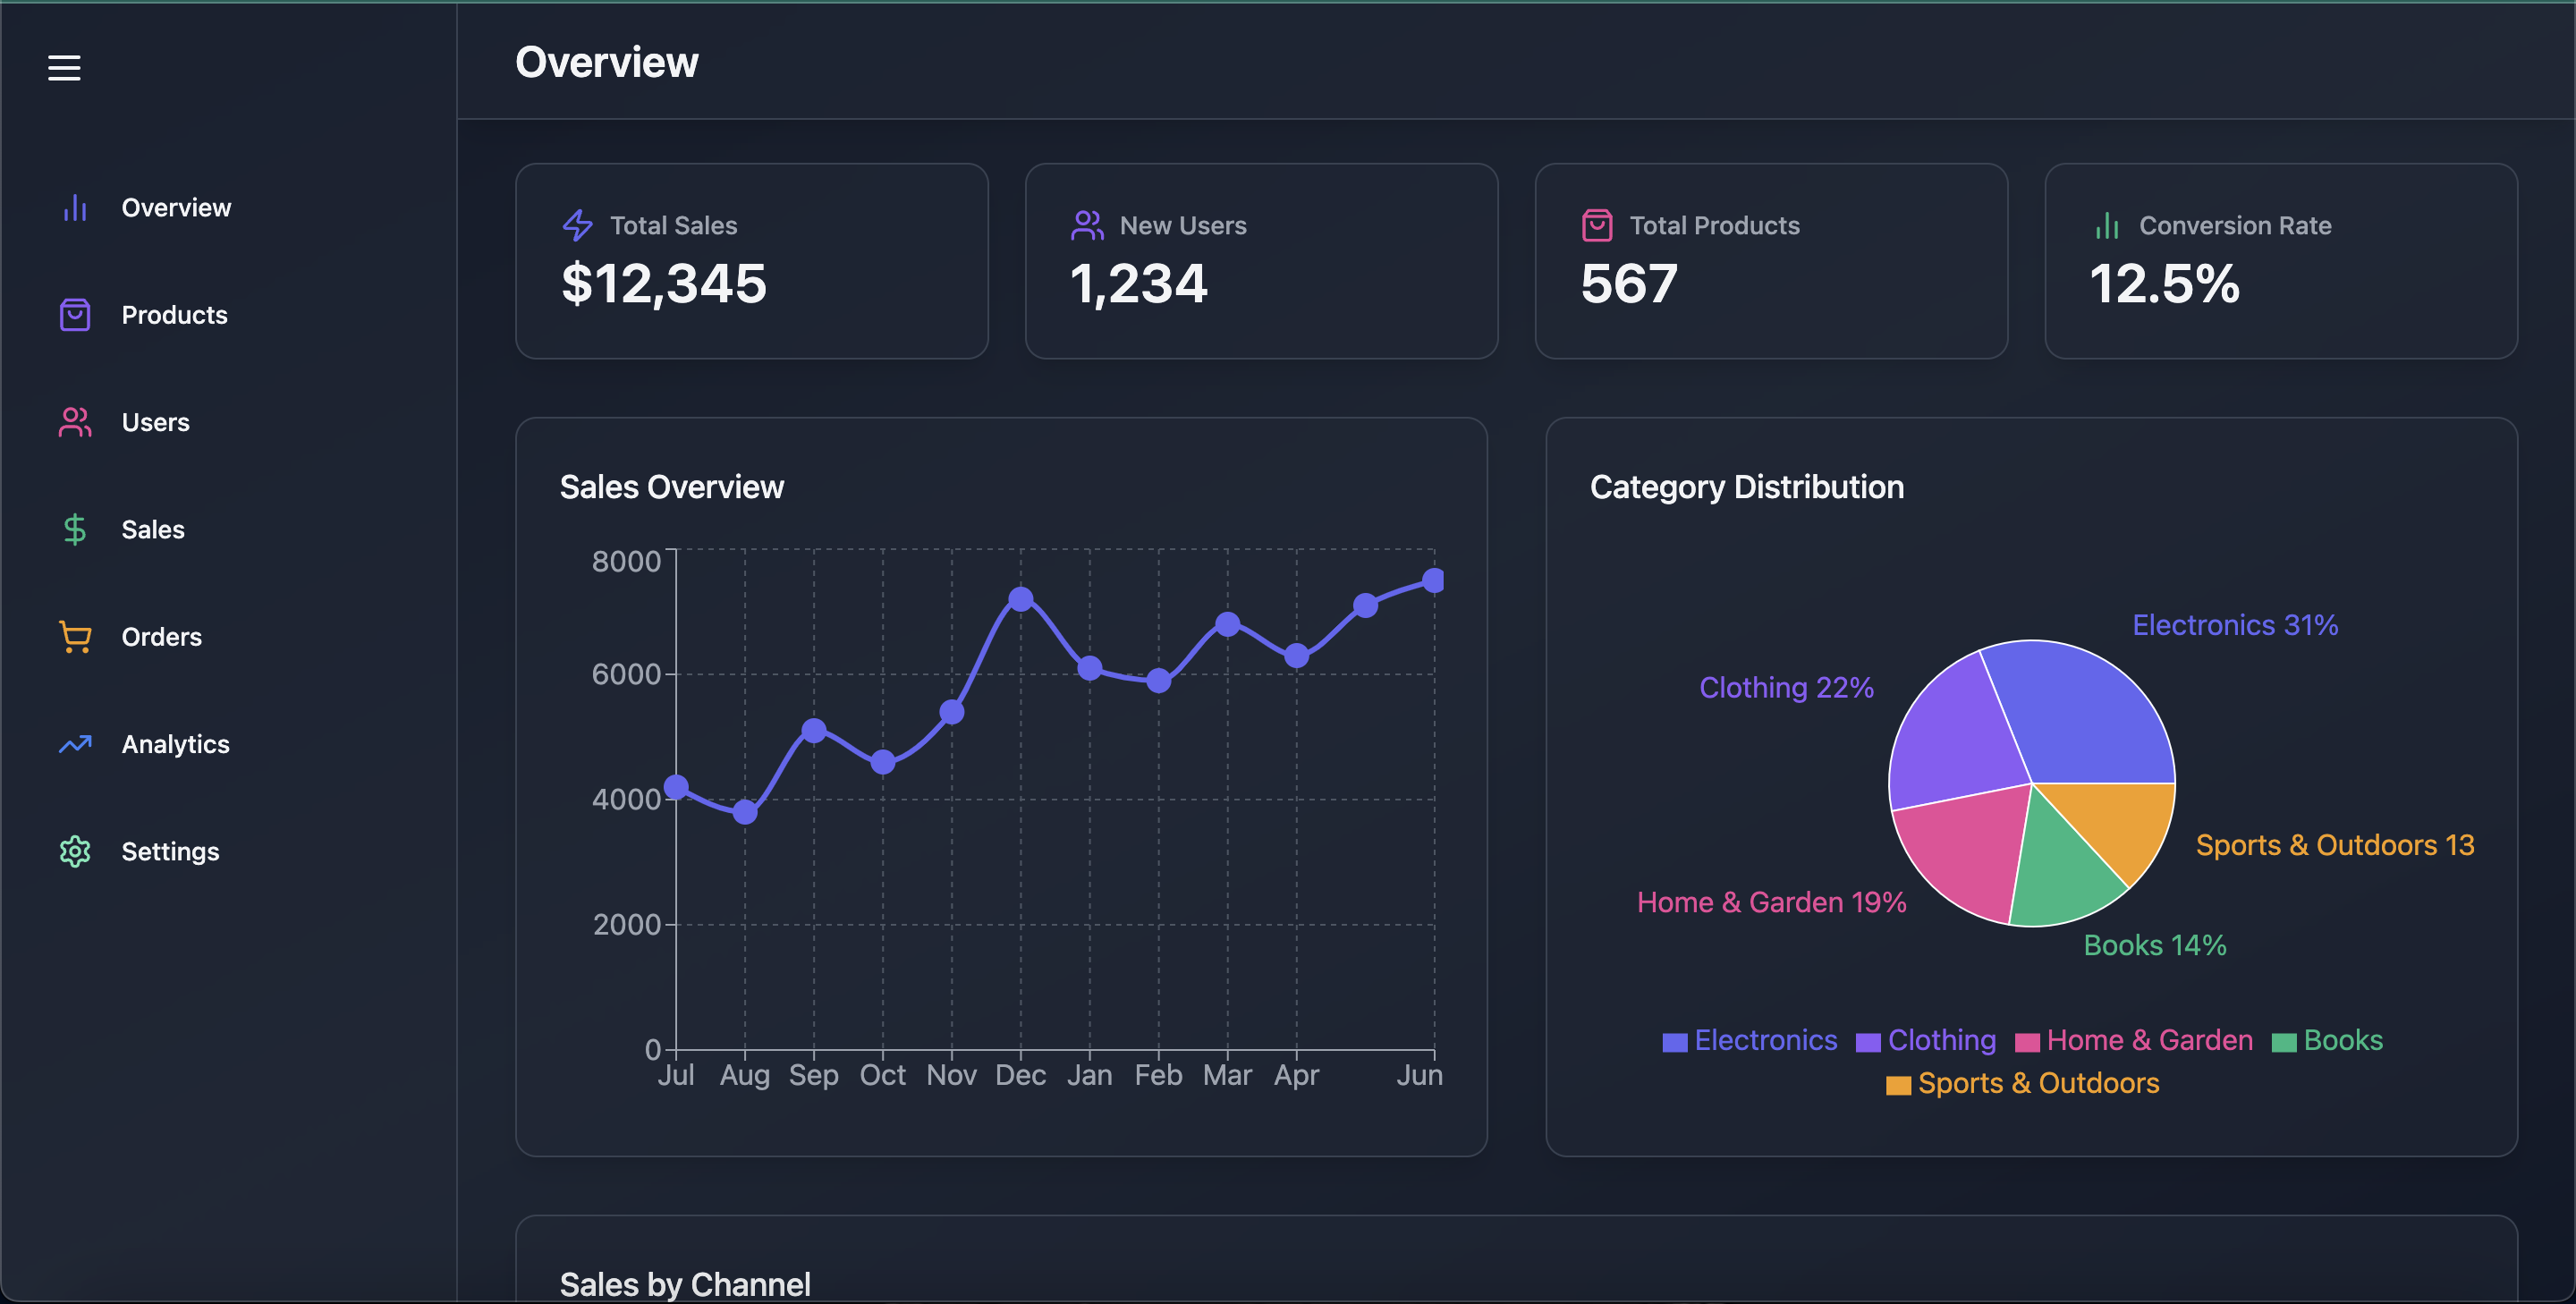 Overview
Overview
Products
Users
Sales
Orders
Analytics
Settings
Total Sales
$12,345
New Users
1,234
Total Products
567
Conversion Rate
12.5%
Sales Overview
8000
6000
4000
2000
0
Jul Aug Sep Oct Nov Dec Jan Feb Mar Apr Jun
Category Distribution
Electronics 31%
Clothing 22%
Sports & Outdoors 13
Home & Garden 19%
Books 14%
Electronics Clothing Home & Garden Books
Sports & Outdoors
Sales by Channel